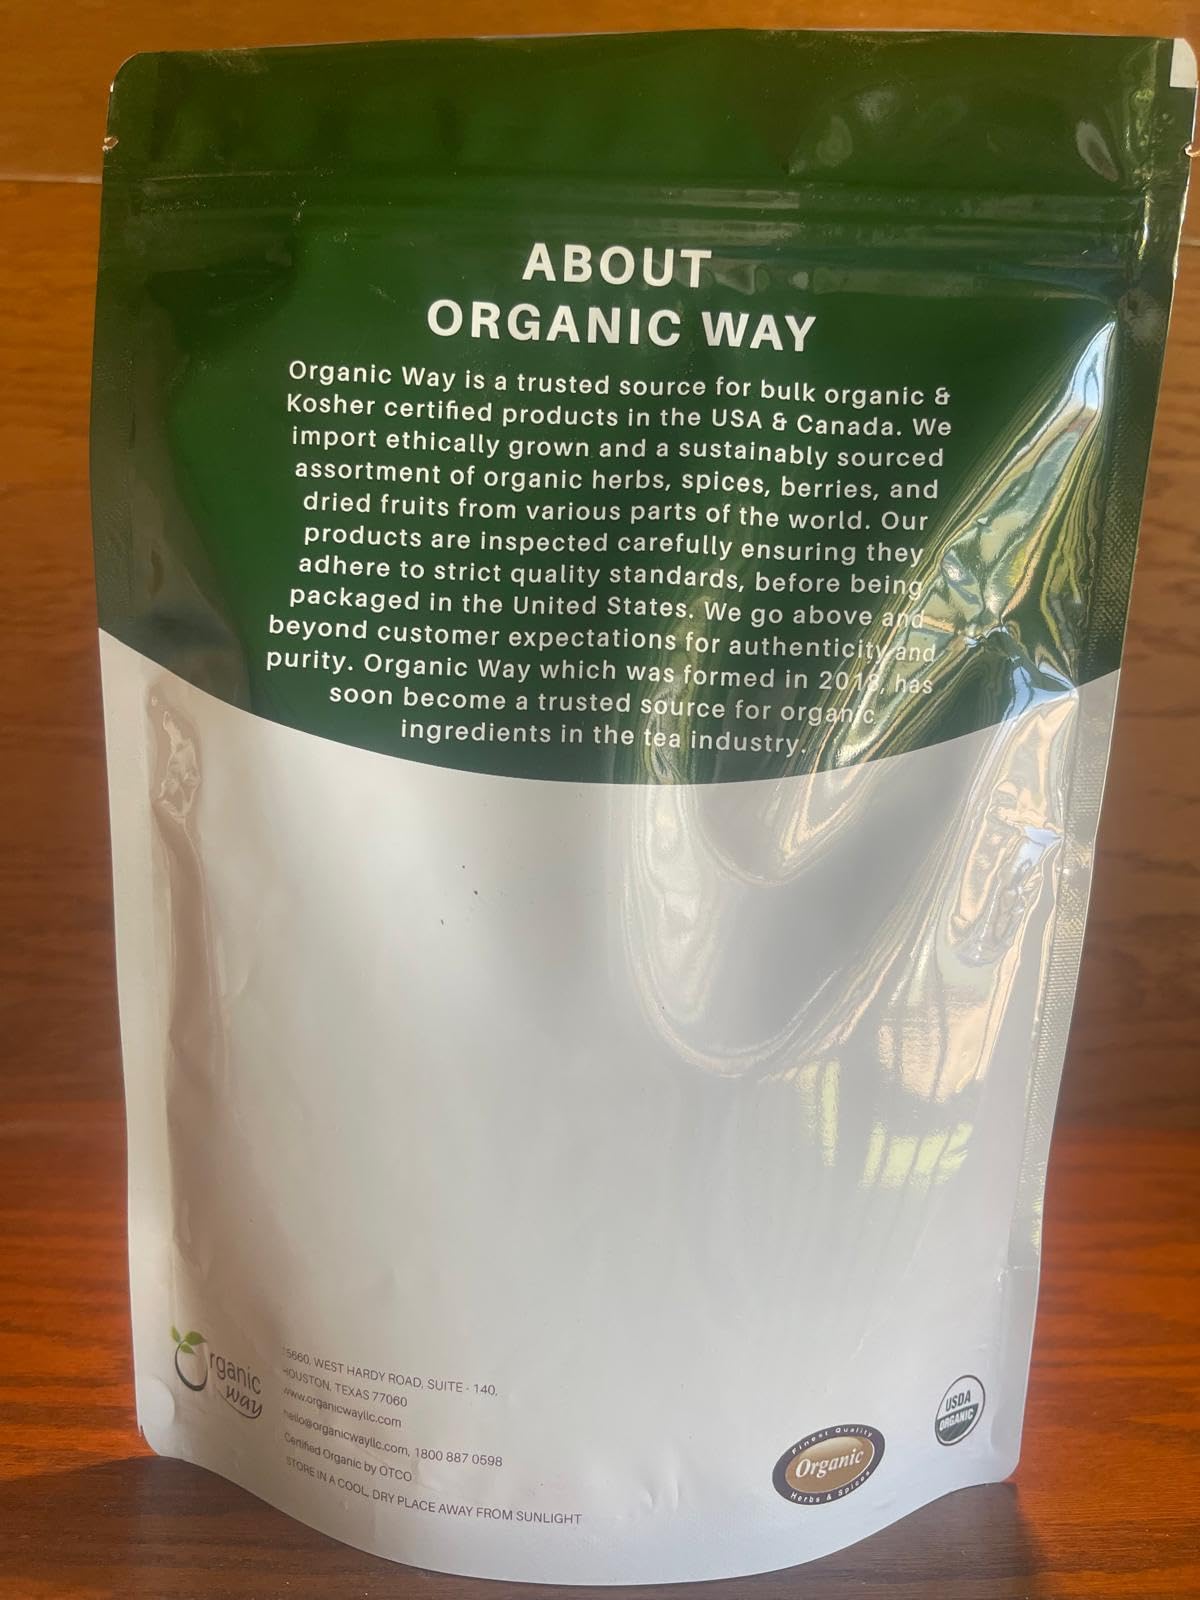 ABOUT
ORGANIC WAY
Organic Way is a trusted source for bulk organic &
Kosher certified products in the USA & Canada. We
import ethically grown and a sustainably sourced
assortment of organic herbs, spices, berries, and
dried fruits from various parts of the world. Our
products are inspected carefully ensuring they
adhere to strict quality standards, before being
packaged in the United States. We go above and
beyond customer expectations for authenticity and
purity. Organic Way which was formed in 2018, has
soon become a trusted source for organic
ingredients in the tea industry.
Organic
way
WEST HARDY ROAD, SUITE - 140,
HOUSTON, TEXAS 77060
www.organicwayllc.com
hello@organicwayllc.com, 1800 887 0598
Certified Organic by OTCO
STORE IN A COOL, DRY PLACE AWAY FROM SUNLIGHT
Finest Quality
Organic
Herbs & Spices
USDA
ORGANIC